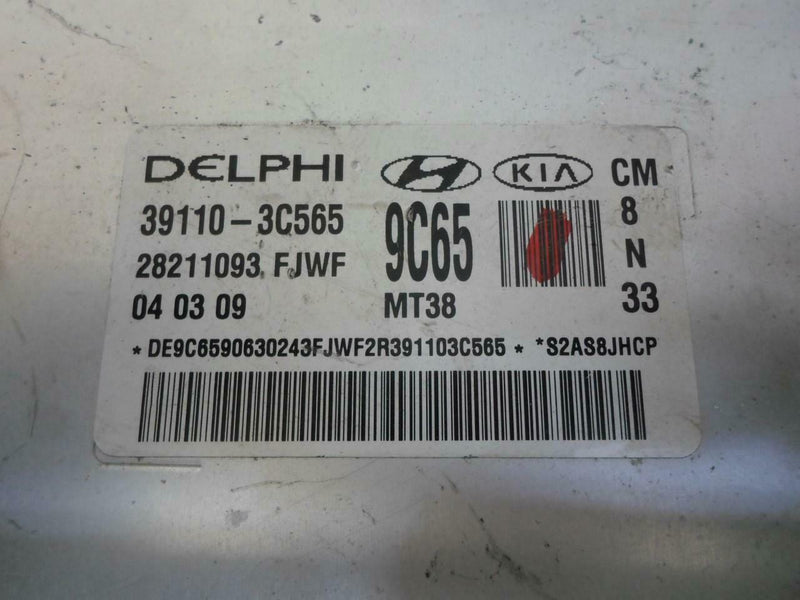 DELPHI H KIA CM
39110-3C565 9C65 8
28211093 FJWF N
04 03 09 MT38 33
*DE9C6590630243FJWF2R391103C565* *S2AS8JHCP